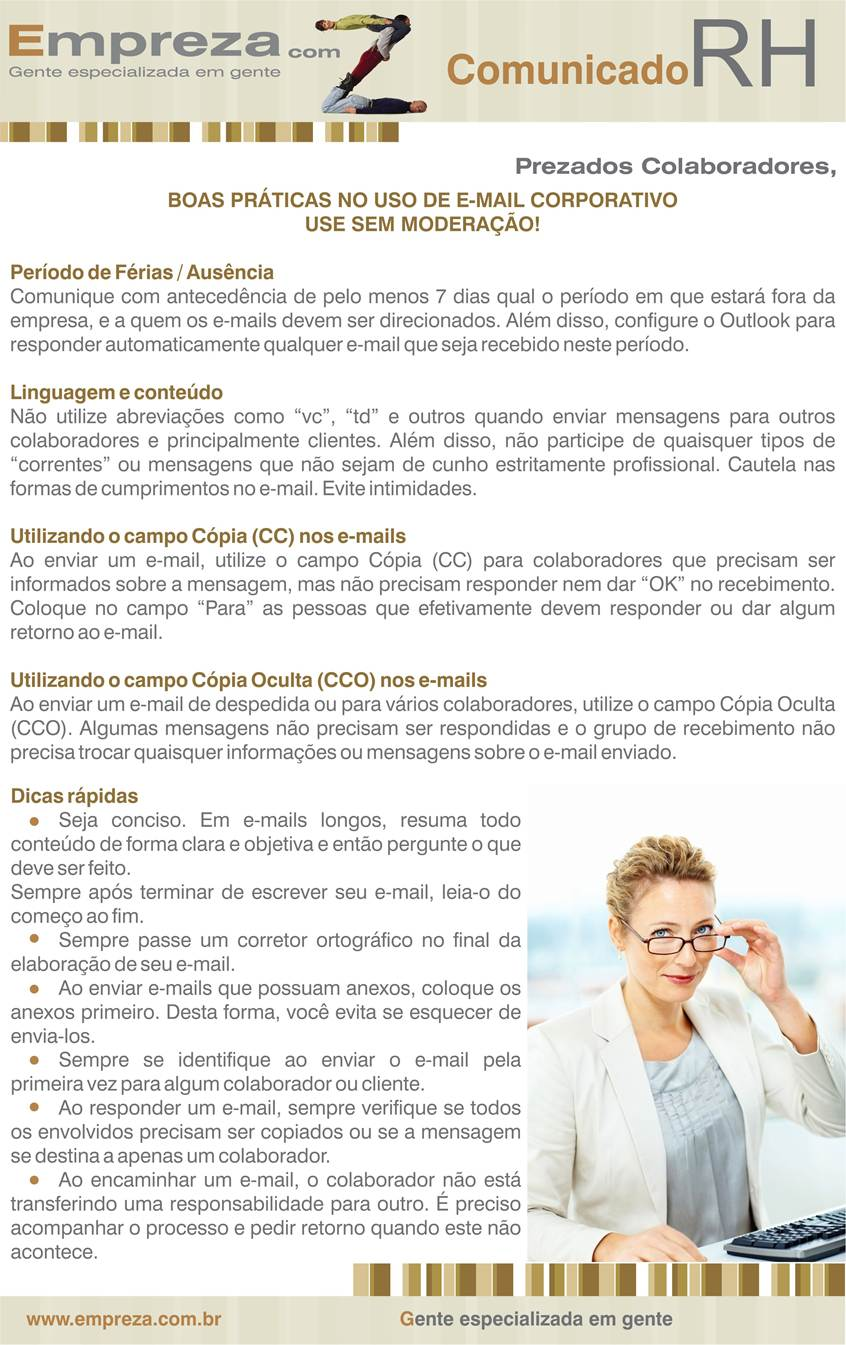 Empreza com
Gente especializada em gente
Comunicado RH
Prezados Colaboradores,
BOAS PRÁTICAS NO USO DE E-MAIL CORPORATIVO
USE SEM MODERAÇÃO!
Período de Férias / Ausência
Comunique com antecedência de pelo menos 7 dias qual o período em que estará fora da
empresa, e a quem os e-mails devem ser direcionados. Além disso, configure o Outlook para
responder automaticamente qualquer e-mail que seja recebido neste período.
Linguagem e conteúdo
Não utilize abreviações como “vc”, “td” e outros quando enviar mensagens para outros
colaboradores e principalmente clientes. Além disso, não participe de quaisquer tipos de
“correntes” ou mensagens que não sejam de cunho estritamente profissional. Cautela nas
formas de cumprimentos no e-mail. Evite intimidades.
Utilizando o campo Cópia (CC) nos e-mails
Ao enviar um e-mail, utilize o campo Cópia (CC) para colaboradores que precisam ser
informados sobre a mensagem, mas não precisam responder nem dar “OK” no recebimento.
Coloque no campo “Para” as pessoas que efetivamente devem responder ou dar algum
retorno ao e-mail.
Utilizando o campo Cópia Oculta (CCO) nos e-mails
Ao enviar um e-mail de despedida ou para vários colaboradores, utilize o campo Cópia Oculta
(CCO). Algumas mensagens não precisam ser respondidas e o grupo de recebimento não
precisa trocar quaisquer informações ou mensagens sobre o e-mail enviado.
Dicas rápidas
● Seja conciso. Em e-mails longos, resuma todo
conteúdo de forma clara e objetiva e então pergunte o que
deve ser feito.
Sempre após terminar de escrever seu e-mail, leia-o do
começo ao fim.
● Sempre passe um corretor ortográfico no final da
elaboração de seu e-mail.
● Ao enviar e-mails que possuam anexos, coloque os
anexos primeiro. Desta forma, você evita se esquecer de
envia-los.
● Sempre se identifique ao enviar o e-mail pela
primeira vez para algum colaborador ou cliente.
● Ao responder um e-mail, sempre verifique se todos
os envolvidos precisam ser copiados ou se a mensagem
se destina a apenas um colaborador.
● Ao encaminhar um e-mail, o colaborador não está
transferindo uma responsabilidade para outro. É preciso
acompanhar o processo e pedir retorno quando este não
acontece.
www.empreza.com.br
Gente especializada em gente